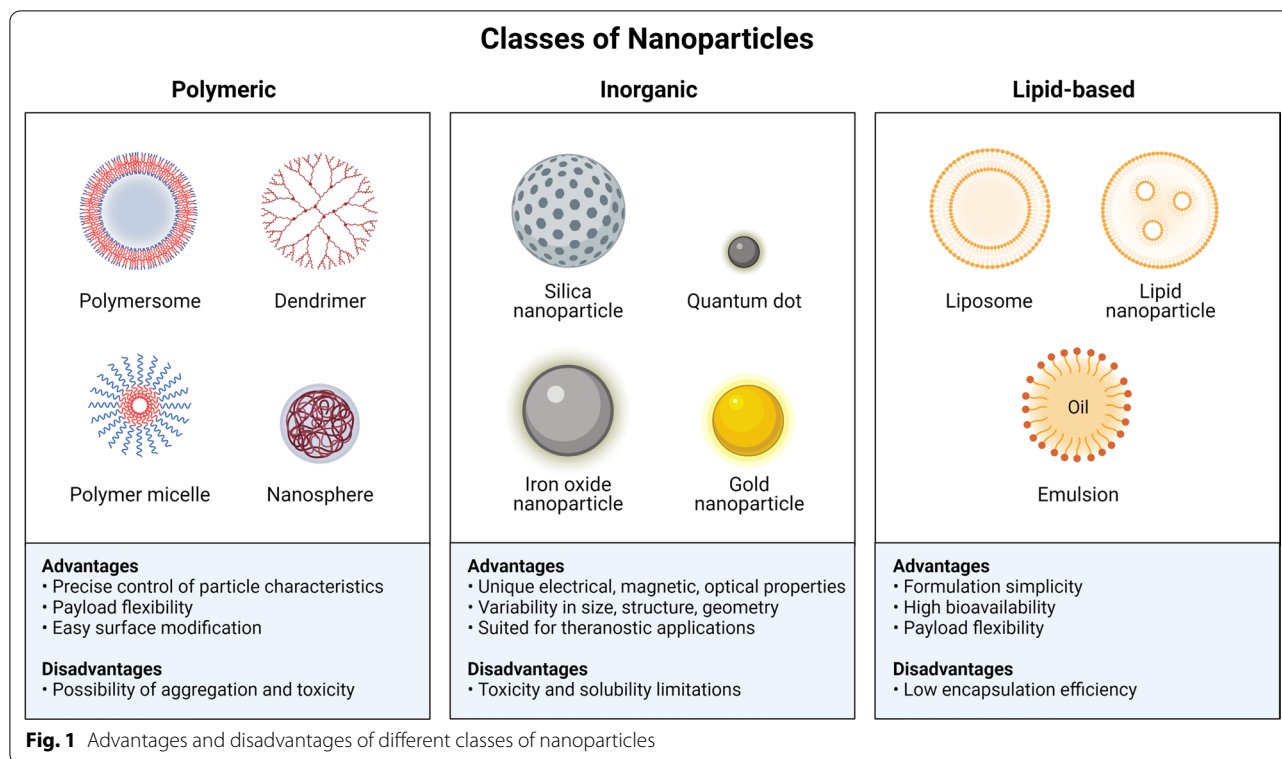 Classes of Nanoparticles
Polymeric
Polymersome
Dendrimer
Polymer micelle
Nanosphere
Advantages
• Precise control of particle characteristics
• Payload flexibility
• Easy surface modification
Disadvantages
• Possibility of aggregation and toxicity
Inorganic
Silica
nanoparticle
Quantum dot
Iron oxide
nanoparticle
Gold
nanoparticle
Advantages
• Unique electrical, magnetic, optical properties
• Variability in size, structure, geometry
• Suited for theranostic applications
Disadvantages
• Toxicity and solubility limitations
Lipid-based
Liposome
Lipid
nanoparticle
Oil
Emulsion
Advantages
• Formulation simplicity
• High bioavailability
• Payload flexibility
Disadvantages
• Low encapsulation efficiency
Fig. 1 Advantages and disadvantages of different classes of nanoparticles